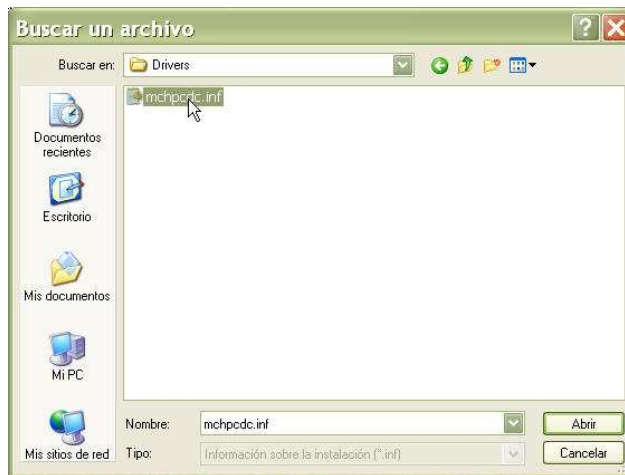 Buscar un archivo
Buscar en: Drivers
mchpcdc.inf
Documentos
recientes
Escritorio
Mis documentos
Mi PC
Mis sitios de red
Nombre: mchpcdc.inf Abrir
Tipo: Información sobre la instalación (*.inf) Cancelar